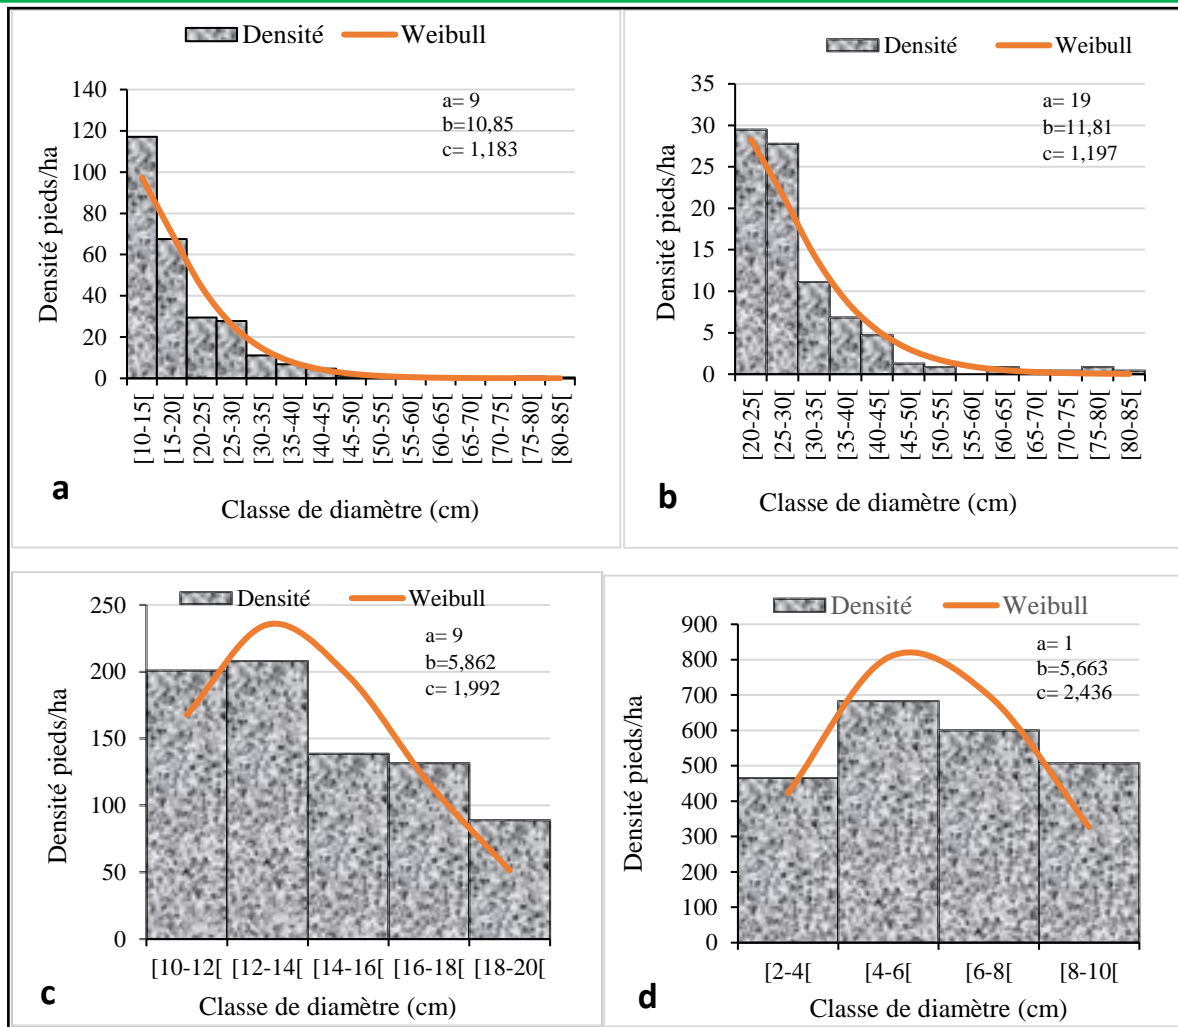 Densité Weibull
140
120
100
80
60
40
20
0
Densité pieds/ha
a= 9
b=10,85
c= 1,183
[10-15[
[15-20[
[20-25[
[25-30[
[30-35[
[35-40[
[40-45[
[45-50[
[50-55[
[55-60[
[60-65[
[65-70[
[70-75[
[75-80[
[80-85[
a
Classe de diamètre (cm)
Densité Weibull
35
30
25
20
15
10
5
0
Densité pieds/ha
a= 19
b=11,81
c= 1,197
[20-25[
[25-30[
[30-35[
[35-40[
[40-45[
[45-50[
[50-55[
[55-60[
[60-65[
[65-70[
[70-75[
[75-80[
[80-85[
b
Classe de diamètre (cm)
Densité Weibull
250
200
150
100
50
0
Densité pieds/ha
a= 9
b=5,862
c= 1,992
[10-12[ [12-14[ [14-16[ [16-18[ [18-20[
c
Classe de diamètre (cm)
Densité Weibull
900
800
700
600
500
400
300
200
100
0
Densité pieds/ha
a= 1
b=5,663
c= 2,436
[2-4[ [4-6[ [6-8[ [8-10[
d
Classe de diamètre (cm)